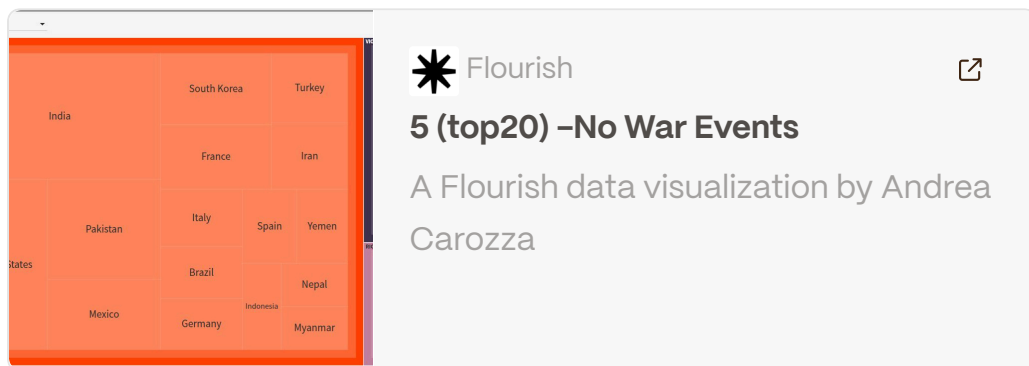 India
South Korea
Turkey
France
Iran
Pakistan
Italy
Spain
Yemen
States
Brazil
Nepal
Indonesia
Mexico
Germany
Myanmar
Flourish
5 (top20) –No War Events
A Flourish data visualization by Andrea
Carozza